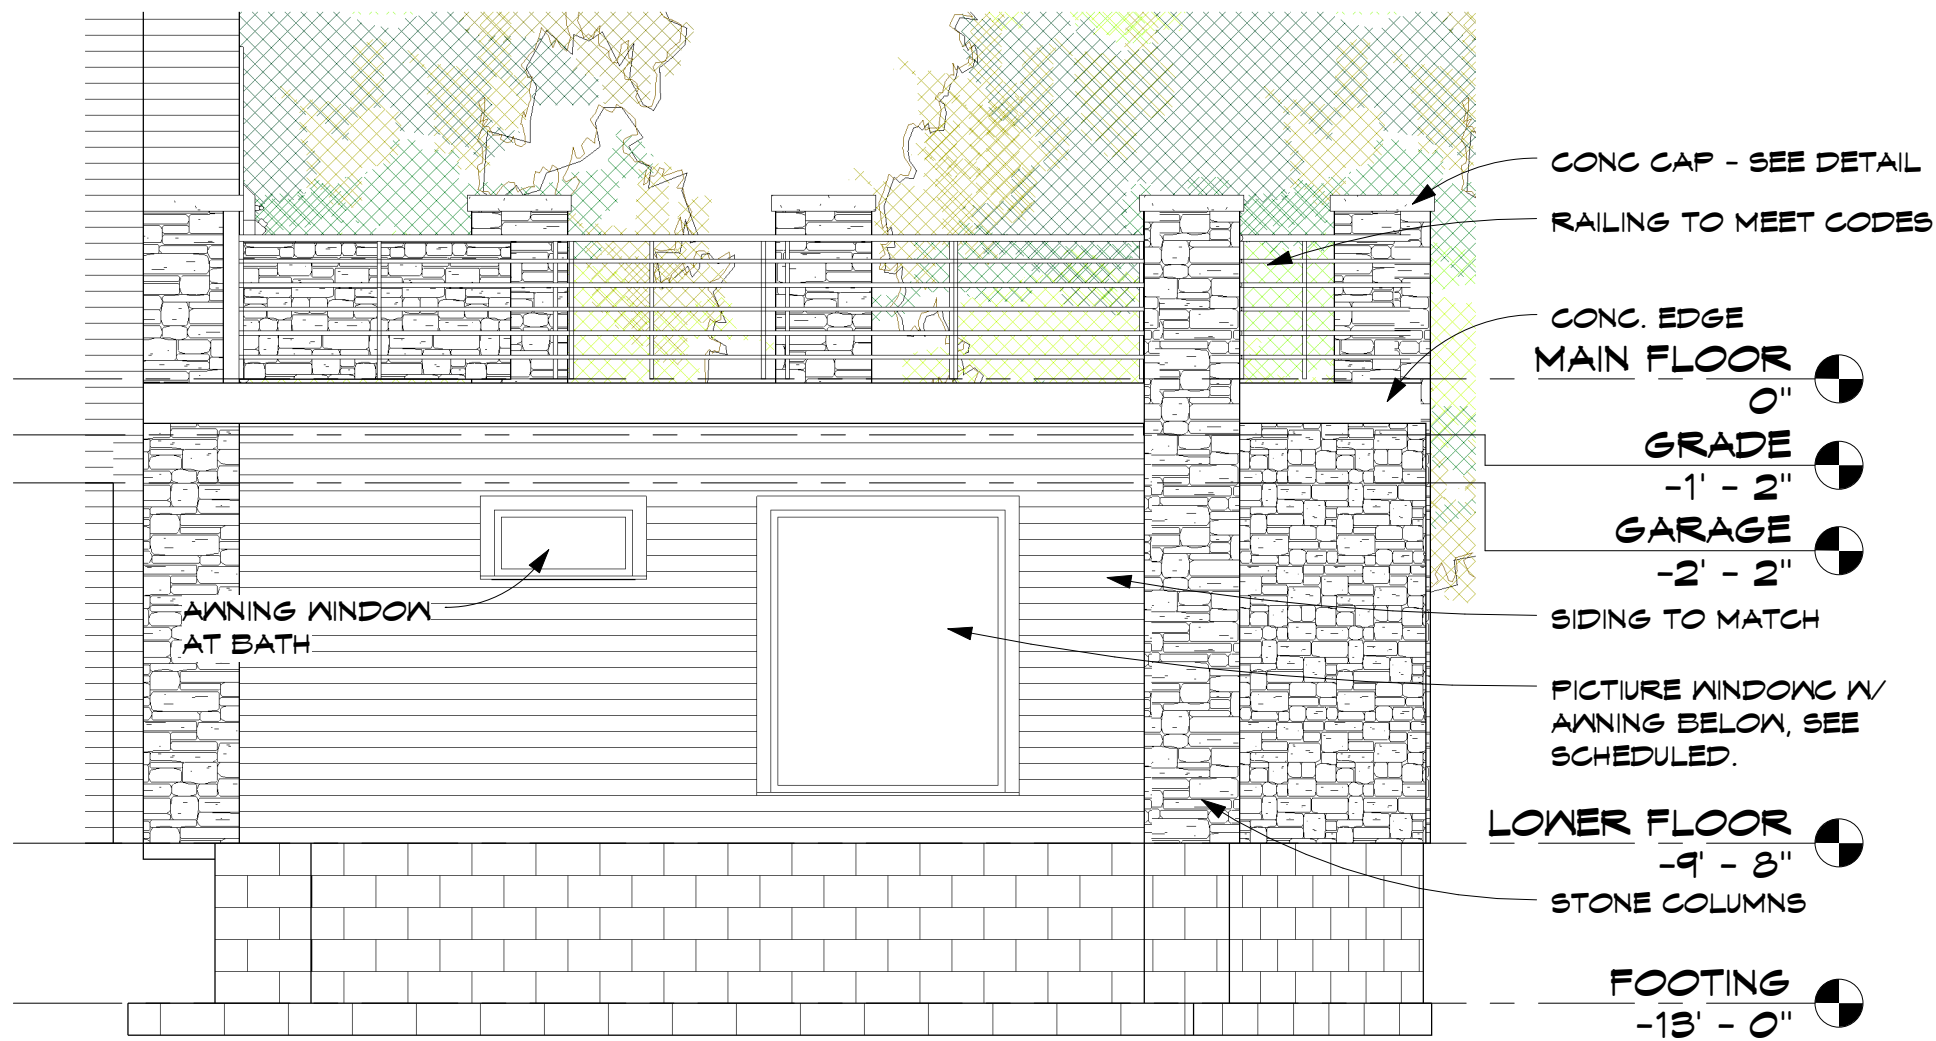 CONC CAP - SEE DETAIL
RAILING TO MEET CODES
CONC. EDGE
MAIN FLOOR
0"
GRADE
-1' - 2"
GARAGE
-2' - 2"
AWNING WINDOW
AT BATH
SIDING TO MATCH
PICTIURE WINDOWC W/
AWNING BELOW, SEE
SCHEDULED.
LOWER FLOOR
-9' - 8"
STONE COLUMNS
FOOTING
-13' - 0"